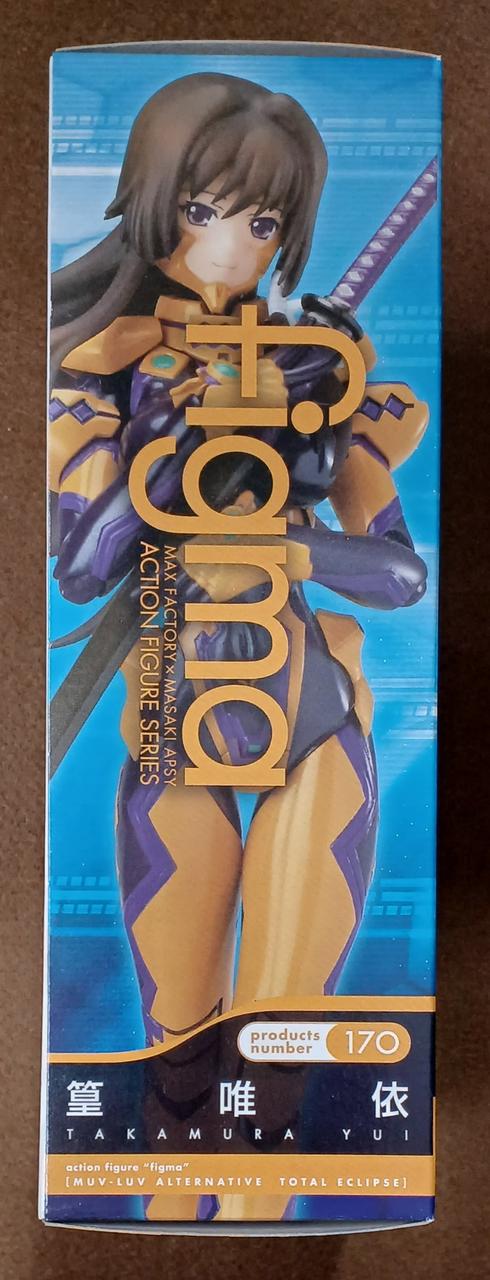 figma
MAX FACTORY × MASAKI APSY
ACTION FIGURE SERIES
products
number
170
篁 唯 依
TAKAMURA YUI
action figure "figma"
[MUV-LUV ALTERNATIVE TOTAL ECLIPSE]